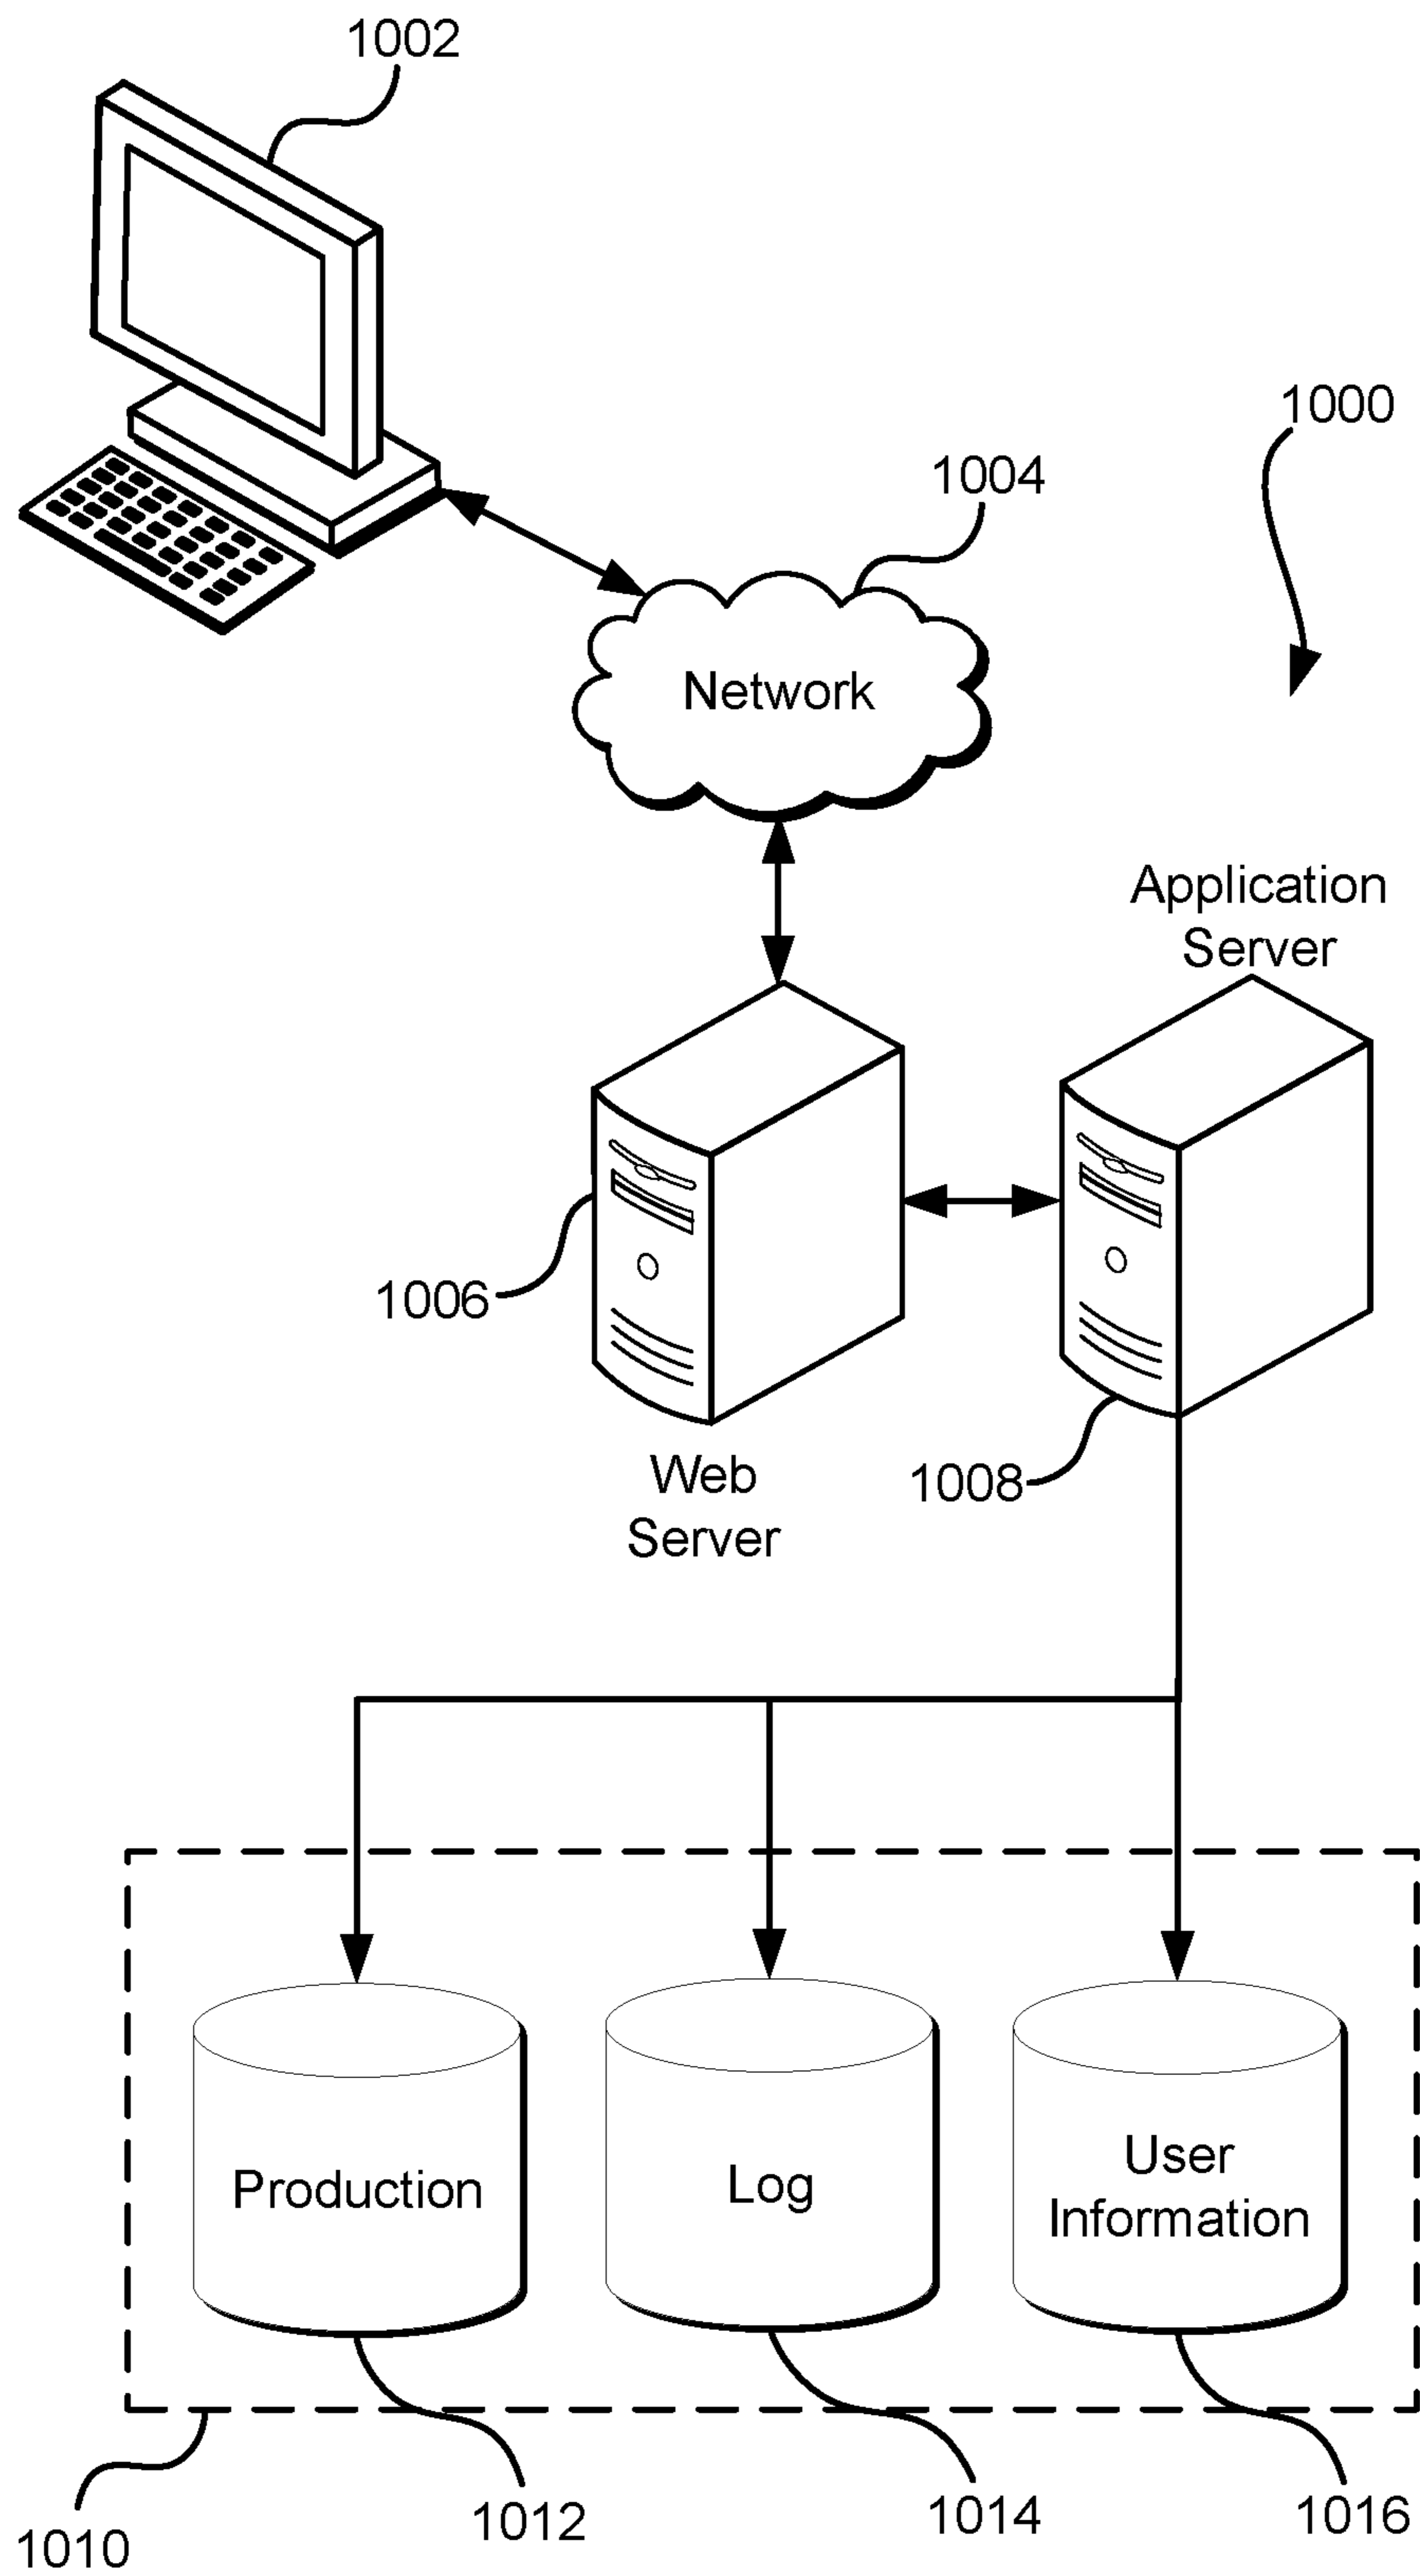 1002
1000
1004
Network
Application
Server
1006
Web
Server
1008
Production
Log
User
Information
1010
1012
1014
1016